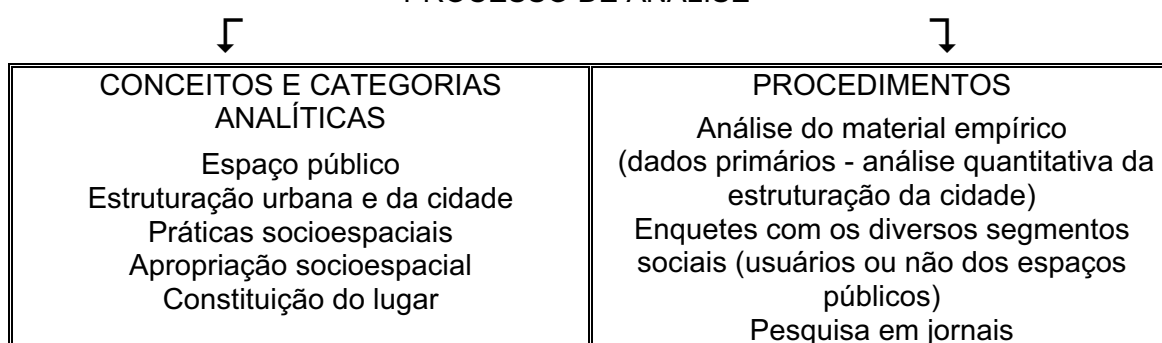 CONCEITOS E CATEGORIAS
ANALÍTICAS
Espaço público
Estruturação urbana e da cidade
Práticas socioespaciais
Apropriação socioespacial
Constituição do lugar
PROCEDIMENTOS
Análise do material empírico
(dados primários - análise quantitativa da
estruturação da cidade)
Enquetes com os diversos segmentos
sociais (usuários ou não dos espaços
públicos)
Pesquisa em jornais